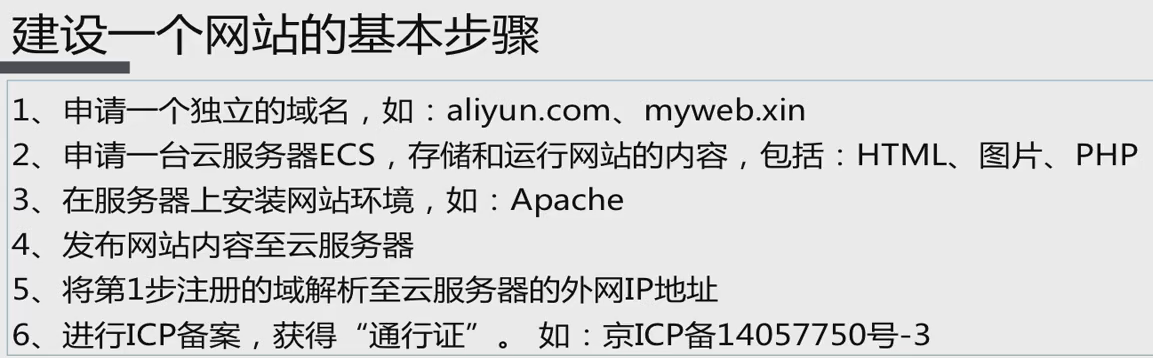 建设一个网站的基本步骤
1、申请一个独立的域名，如：aliyun.com、myweb.xin
2、申请一台云服务器ECS，存储和运行网站的内容，包括：HTML、图片、PHP
3、在服务器上安装网站环境，如：Apache
4、发布网站内容至云服务器
5、将第1步注册的域解析至云服务器的外网IP地址
6、进行ICP备案，获得“通行证”。 如：京ICP备14057750号-3